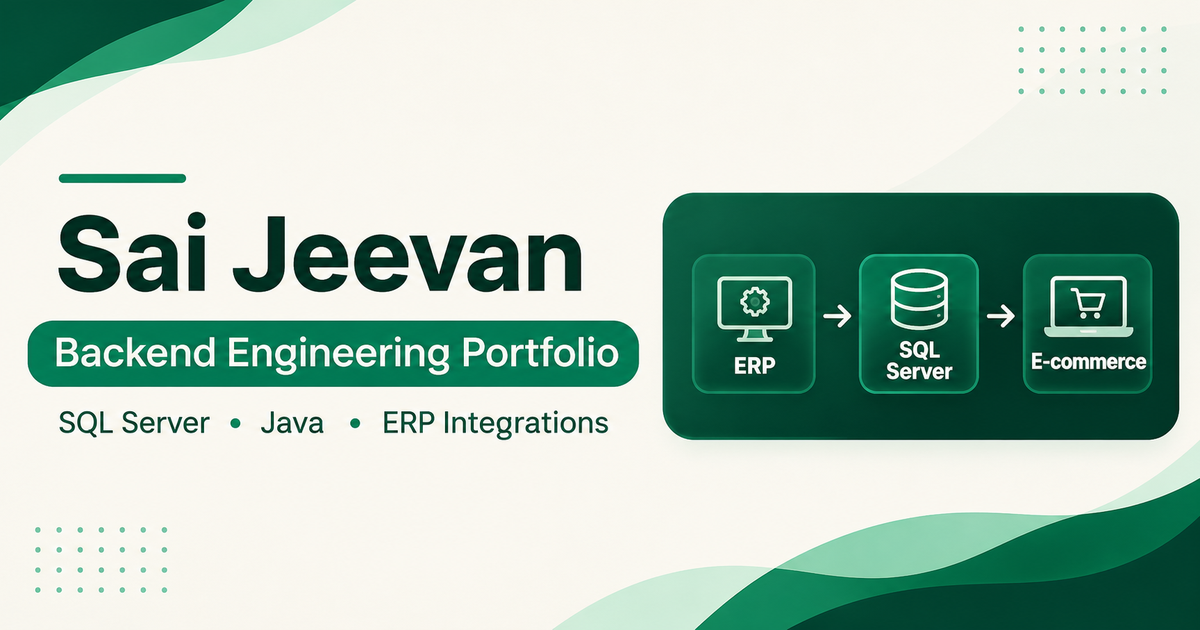 Sai Jeevan
Backend Engineering Portfolio
SQL Server • Java • ERP Integrations
ERP
SQL
Server
E-commerce